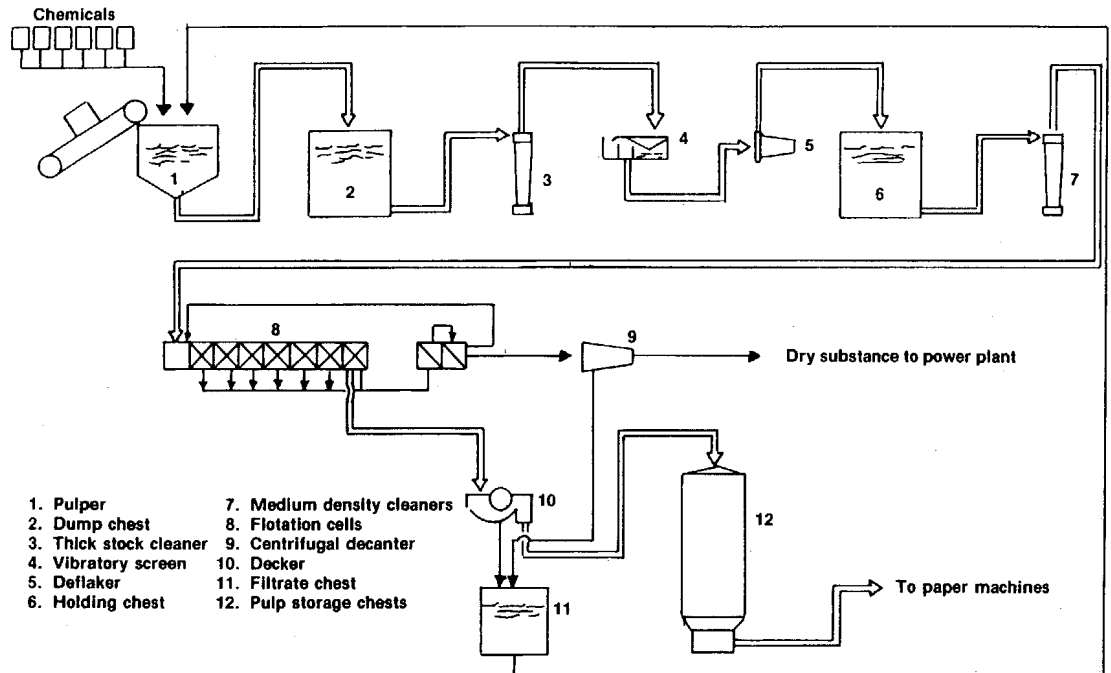 Chemicals
1
2
3
4
5
6
7
8
9
Dry substance to power plant
10
12
11
To paper machines
1. Pulper
2. Dump chest
3. Thick stock cleaner
4. Vibratory screen
5. Deflaker
6. Holding chest
7. Medium density cleaners
8. Flotation cells
9. Centrifugal decanter
10. Decker
11. Filtrate chest
12. Pulp storage chests